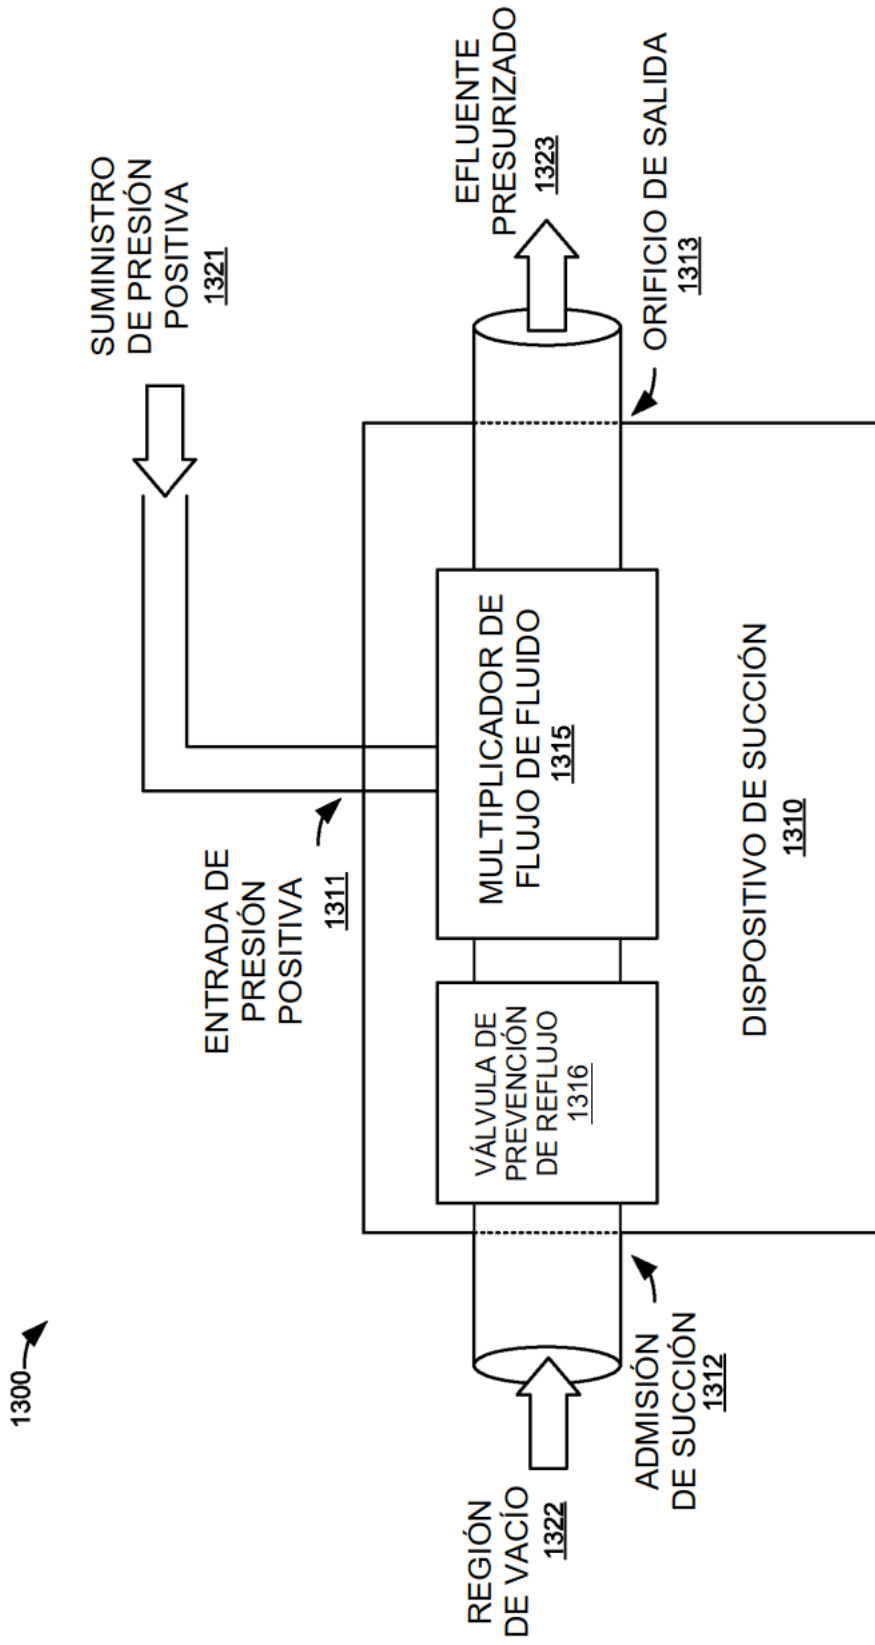 1300
SUMINISTRO
DE PRESIÓN
POSITIVA
1321
ENTRADA DE
PRESIÓN
POSITIVA
1311
EFLUENTE
PRESURIZADO
1323
REGIÓN
DE VACÍO
1322
VÁLVULA DE
PREVENCIÓN
DE REFLUJO
1316
MULTIPLICADOR DE
FLUJO DE FLUIDO
1315
ADMISIÓN
DE SUCCIÓN
1312
ORIFICIO DE SALIDA
1313
DISPOSITIVO DE SUCCIÓN
1310